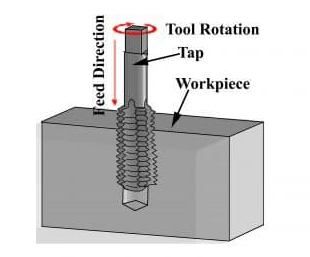 Tool Rotation
Tap
Workpiece
Feed Direction